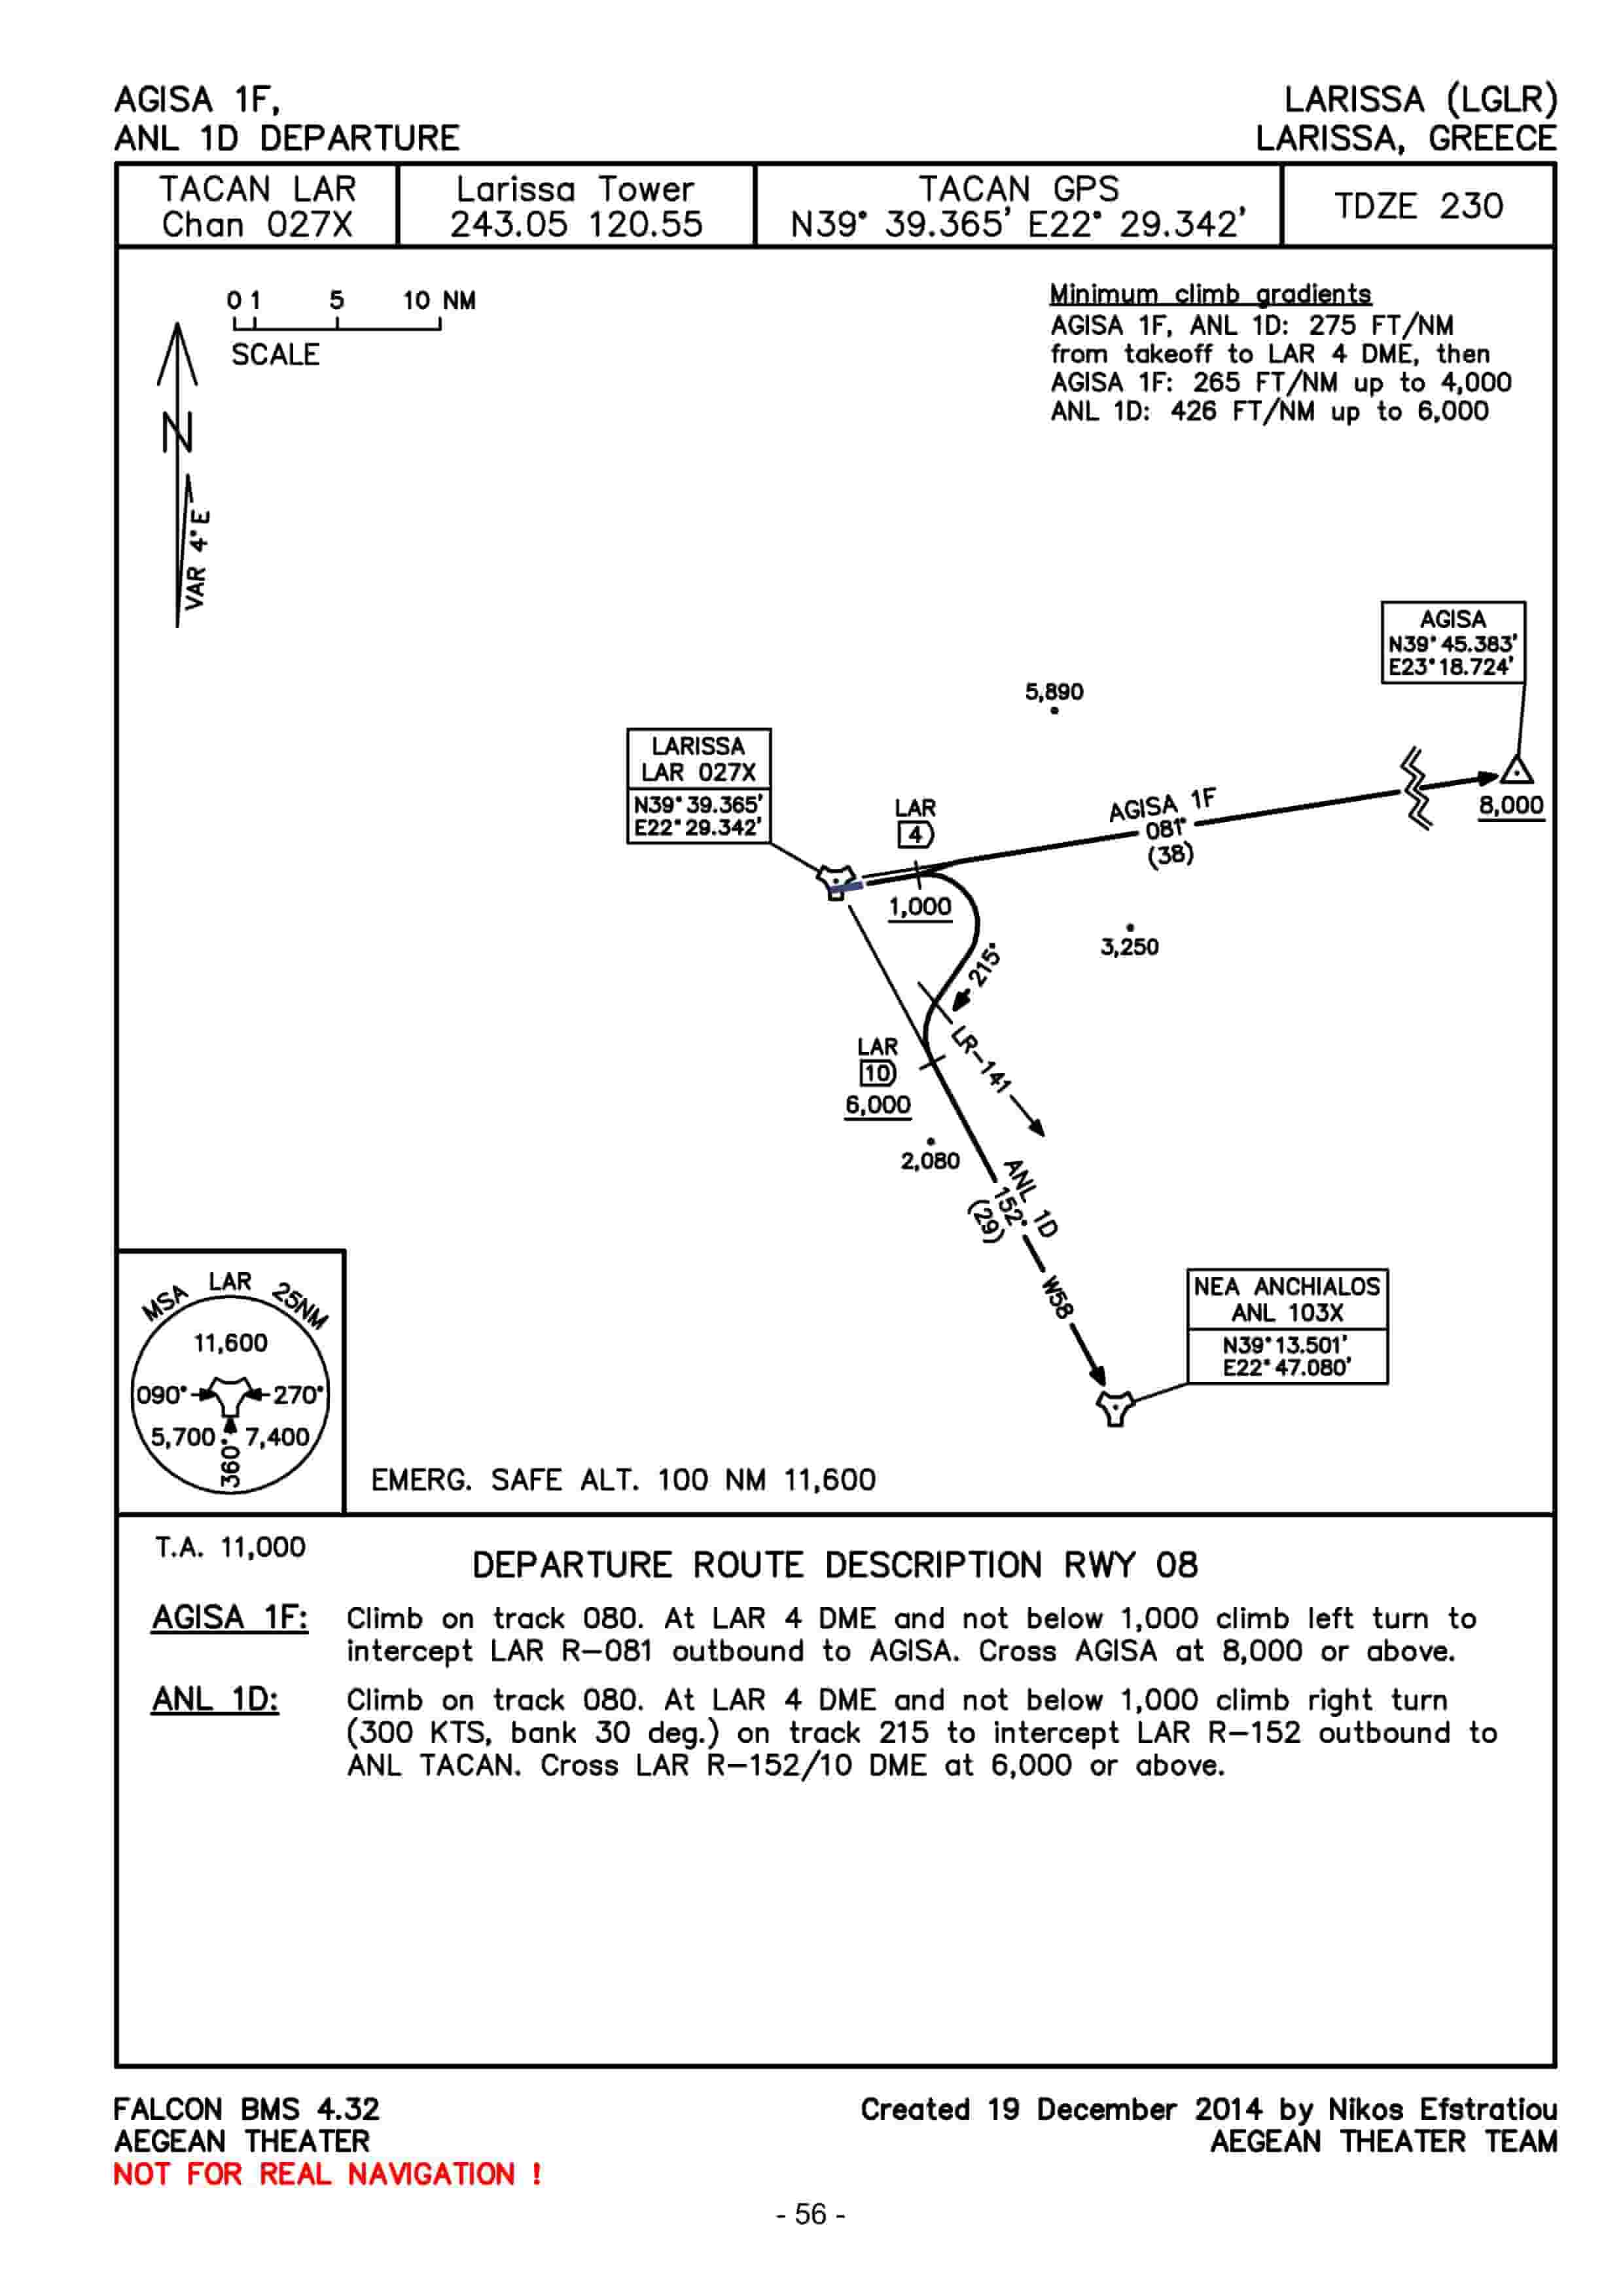 AGISA 1F,
ANL 1D DEPARTURE
LARISSA (LGLR)
LARISSA, GREECE
TACAN LAR
Chan 027X
Larissa Tower
243.05 120.55
TACAN GPS
N39° 39.365' E22° 29.342'
TDZE 230
0 1 5 10 NM
SCALE
N
VAR 4°E
Minimum climb gradients
AGISA 1F, ANL 1D: 275 FT/NM
from takeoff to LAR 4 DME, then
AGISA 1F: 265 FT/NM up to 4,000
ANL 1D: 426 FT/NM up to 6,000
AGISA
N39° 45.383'
E23° 18.724'
5,890
LARISSA
LAR 027X
N39° 39.365'
E22° 29.342'
LAR
4
1,000
AGISA 1F
081°
(38)
8,000
3,250
215°
LR-141
LAR
10
6,000
2,080
ANL 1D
152°
(29)
W58
NEA ANCHIALOS
ANL 103X
N39° 13.501'
E22° 47.080'
MSA LAR 25NM
11,600
090° 270°
5,700 7,400
360°
EMERG. SAFE ALT. 100 NM 11,600
T.A. 11,000
DEPARTURE ROUTE DESCRIPTION RWY 08
AGISA 1F: Climb on track 080. At LAR 4 DME and not below 1,000 climb left turn to
intercept LAR R-081 outbound to AGISA. Cross AGISA at 8,000 or above.
ANL 1D: Climb on track 080. At LAR 4 DME and not below 1,000 climb right turn
(300 KTS, bank 30 deg.) on track 215 to intercept LAR R-152 outbound to
ANL TACAN. Cross LAR R-152/10 DME at 6,000 or above.
FALCON BMS 4.32
AEGEAN THEATER
NOT FOR REAL NAVIGATION !
Created 19 December 2014 by Nikos Efstratiou
AEGEAN THEATER TEAM
- 56 -